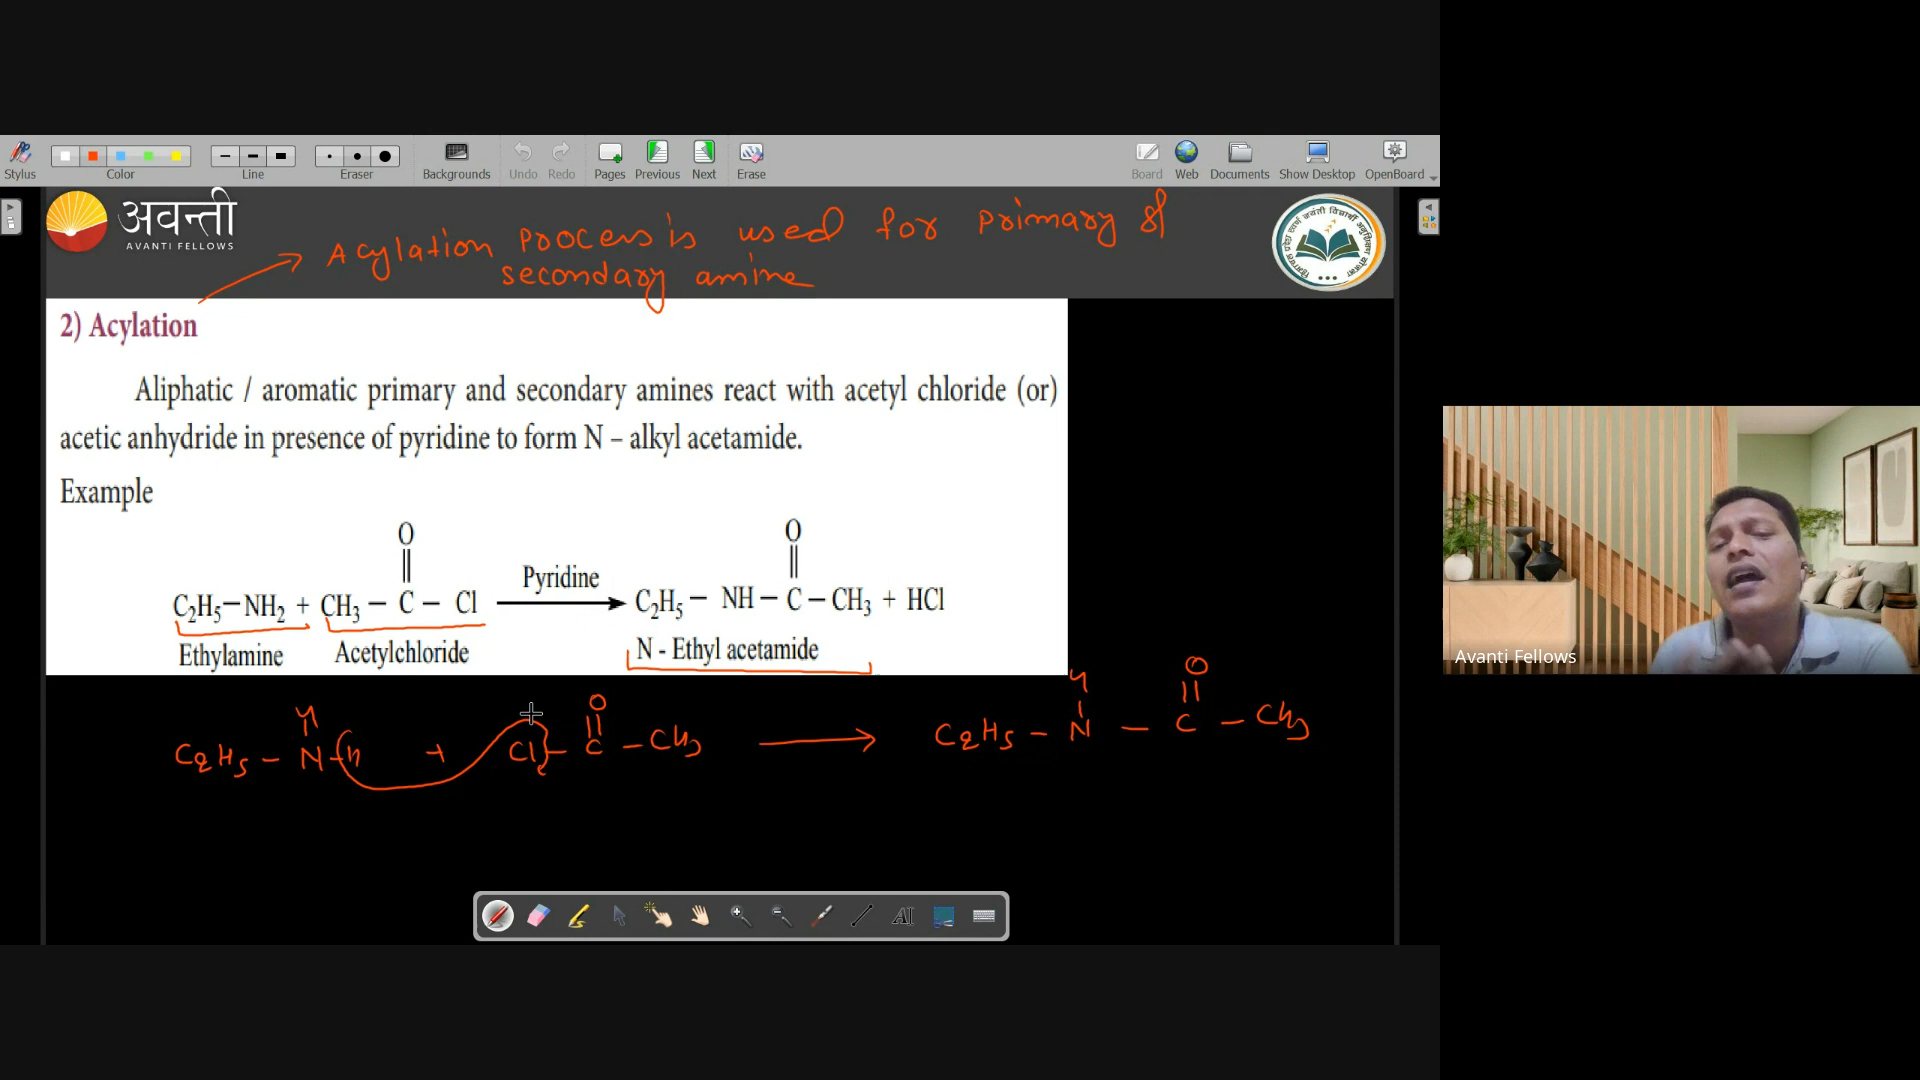 Stylus Color Line Eraser Backgrounds Undo Redo Pages Previous Next Erase Board Web Documents Show Desktop OpenBoard
अवन्ती
AVANTI FELLOWS
Acylation process is used for primary &
secondary amine
2) Acylation
Aliphatic / aromatic primary and secondary amines react with acetyl chloride (or)
acetic anhydride in presence of pyridine to form N – alkyl acetamide.
Example
O O
|| ||
Pyridine
C₂H₅ — NH₂ + CH₃ — C — Cl ⟶ C₂H₅ — NH — C — CH₃ + HCl
Ethylamine Acetylchloride N - Ethyl acetamide
H O H O
C₂H₅ — N — H + Cl — C — CH₃ ⟶ C₂H₅ — N — C — CH₃
Avanti Fellows